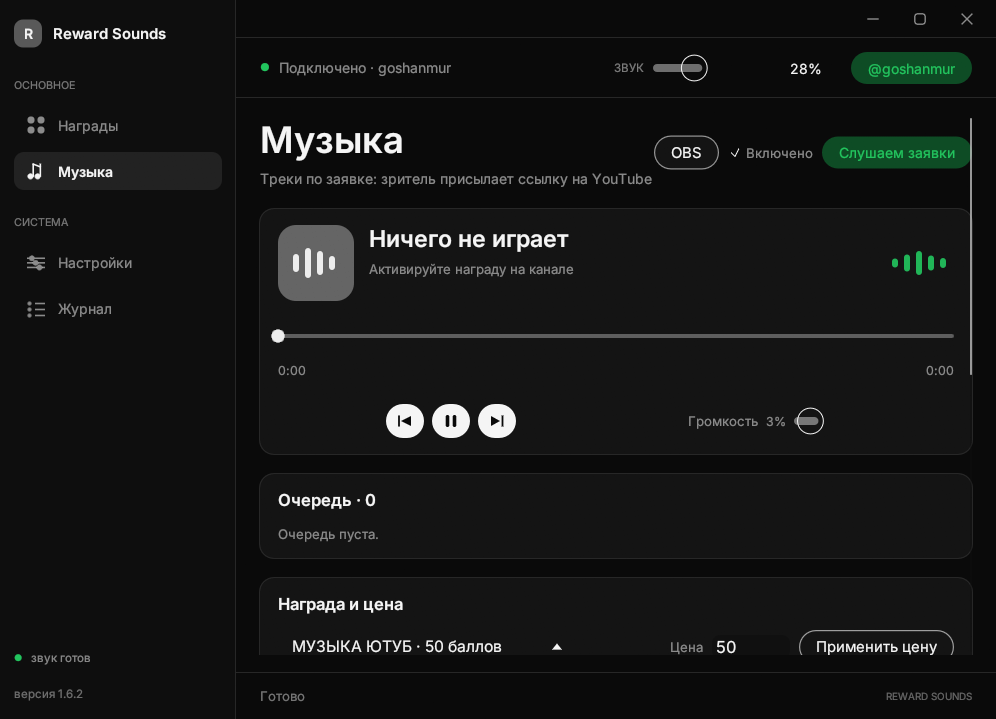 R Reward Sounds
ОСНОВНОЕ
Награды
Музыка
СИСТЕМА
Настройки
Журнал
звук готов
версия 1.6.2
Подключено · goshanmur
ЗВУК
28%
@goshanmur
Музыка
Треки по заявке: зритель присылает ссылку на YouTube
OBS
Включено
Слушаем заявки
Ничего не играет
Активируйте награду на канале
0:00
0:00
Громкость 3%
Очередь · 0
Очередь пуста.
Награда и цена
МУЗЫКА ЮТУБ · 50 баллов
Цена 50
Применить цену
Готово
REWARD SOUNDS